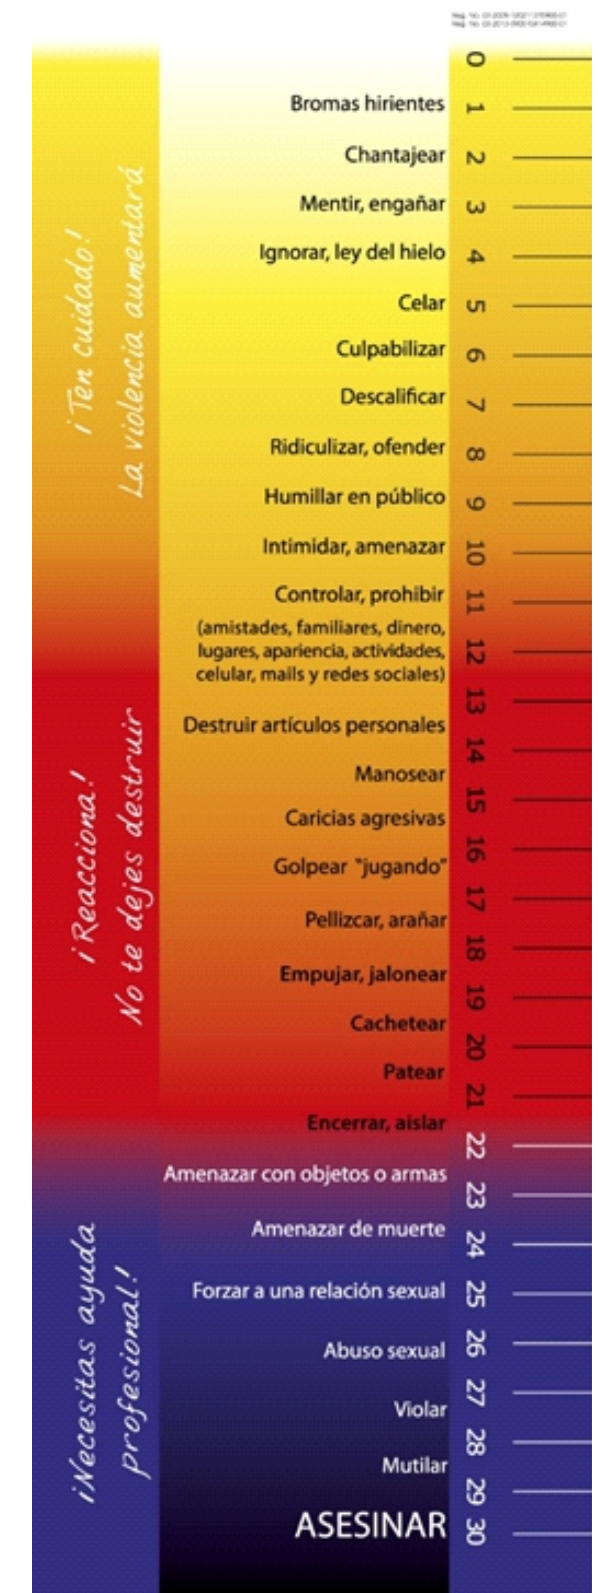 0
Bromas hirientes 1
Chantajear 2
Mentir, engañar 3
Ignorar, ley del hielo 4
Celar 5
Culpabilizar 6
Descalificar 7
Ridiculizar, ofender 8
Humillar en público 9
Intimidar, amenazar 10
Controlar, prohibir 11
(amistades, familiares, dinero,
lugares, apariencia, actividades, 12
celular, mails y redes sociales)
13
Destruir artículos personales
14
Manosear
15
Caricias agresivas
16
Golpear "jugando"
17
Pellizcar, arañar
18
Empujar, jalonear
19
Cachetear
20
Patear
21
Encerrar, aislar
22
Amenazar con objetos o armas
23
Amenazar de muerte
24
Forzar a una relación sexual 25
Abuso sexual 26
27
Violar
28
Mutilar
29
ASESINAR 30
¡Ten cuidado!
La violencia aumentará
¡Reacciona!
No te dejes destruir
¡Necesitas ayuda
profesional!